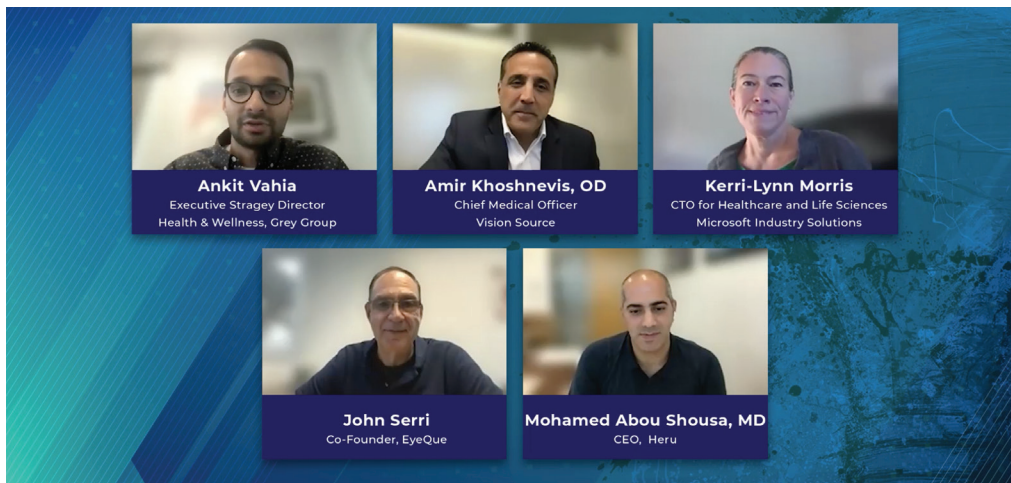 Ankit Vahia
Executive Stragey Director
Health & Wellness, Grey Group
Amir Khoshnevis, OD
Chief Medical Officer
Vision Source
Kerri-Lynn Morris
CTO for Healthcare and Life Sciences
Microsoft Industry Solutions
John Serri
Co-Founder, EyeQue
Mohamed Abou Shousa, MD
CEO, Heru